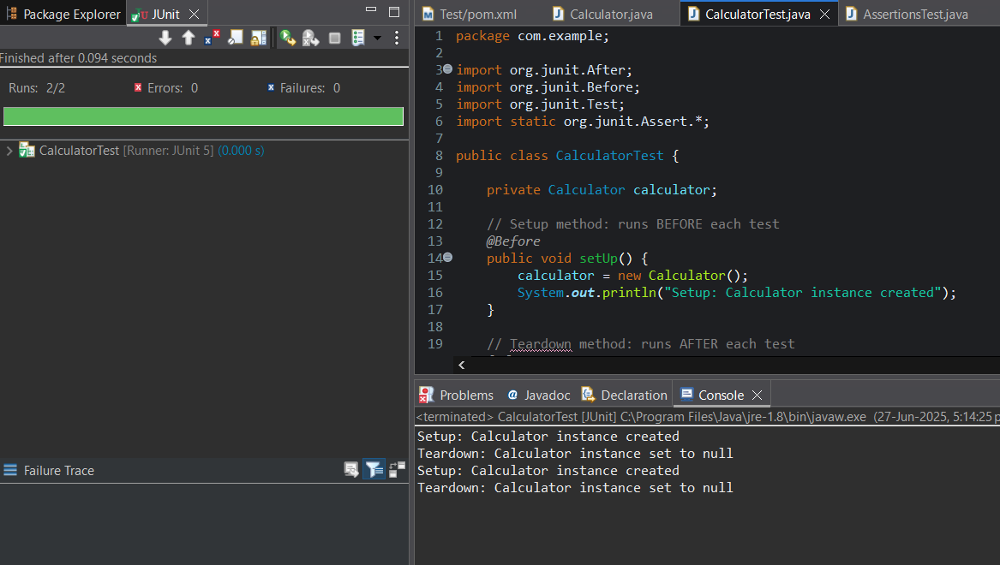 Package Explorer
JUnit
Finished after 0.094 seconds
Runs: 2/2
Errors: 0
Failures: 0
CalculatorTest [Runner: JUnit 5] (0.000 s)
Failure Trace
Test/pom.xml
Calculator.java
CalculatorTest.java
AssertionsTest.java
1 package com.example;
2
3 import org.junit.After;
4 import org.junit.Before;
5 import org.junit.Test;
6 import static org.junit.Assert.*;
7
8 public class CalculatorTest {
9
10     private Calculator calculator;
11
12     // Setup method: runs BEFORE each test
13     @Before
14     public void setUp() {
15         calculator = new Calculator();
16         System.out.println("Setup: Calculator instance created");
17     }
18
19     // Teardown method: runs AFTER each test
Problems
@ Javadoc
Declaration
Console
<terminated> CalculatorTest [JUnit] C:\Program Files\Java\jre-1.8\bin\javaw.exe (27-Jun-2025, 5:14:25 p
Setup: Calculator instance created
Teardown: Calculator instance set to null
Setup: Calculator instance created
Teardown: Calculator instance set to null